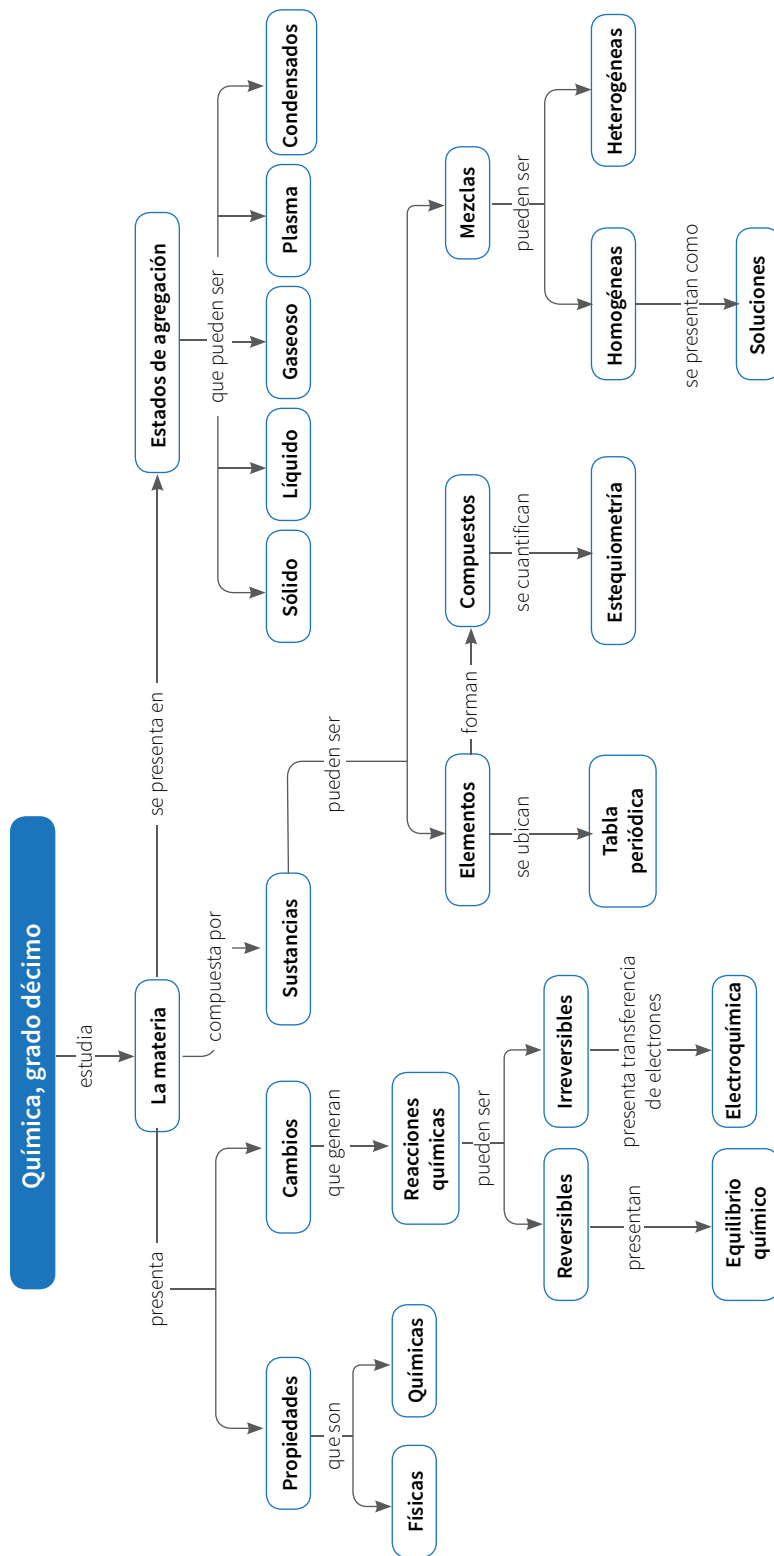 Química, grado décimo
estudia
La materia
presenta
compuesta por
se presenta en
Propiedades
que son
Físicas
Químicas
Cambios
que generan
Reacciones
químicas
pueden ser
Reversibles
presentan
Equilibrio
químico
Irreversibles
presenta transferencia
de electrones
Electroquímica
Sustancias
pueden ser
Elementos
se ubican
Tabla
periódica
forman
Compuestos
se cuantifican
Estequiometría
Mezclas
pueden ser
Homogéneas
se presentan como
Soluciones
Heterogéneas
Estados de agregación
que pueden ser
Sólido
Líquido
Gaseoso
Plasma
Condensados